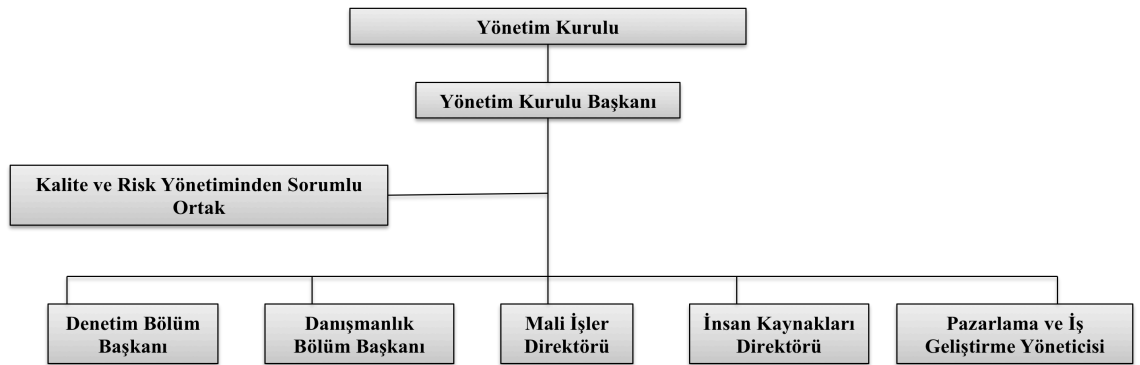 Yönetim Kurulu
Yönetim Kurulu Başkanı
Kalite ve Risk Yönetiminden Sorumlu
Ortak
Denetim Bölüm
Başkanı
Danışmanlık
Bölüm Başkanı
Mali İşler
Direktörü
İnsan Kaynakları
Direktörü
Pazarlama ve İş
Geliştirme Yöneticisi